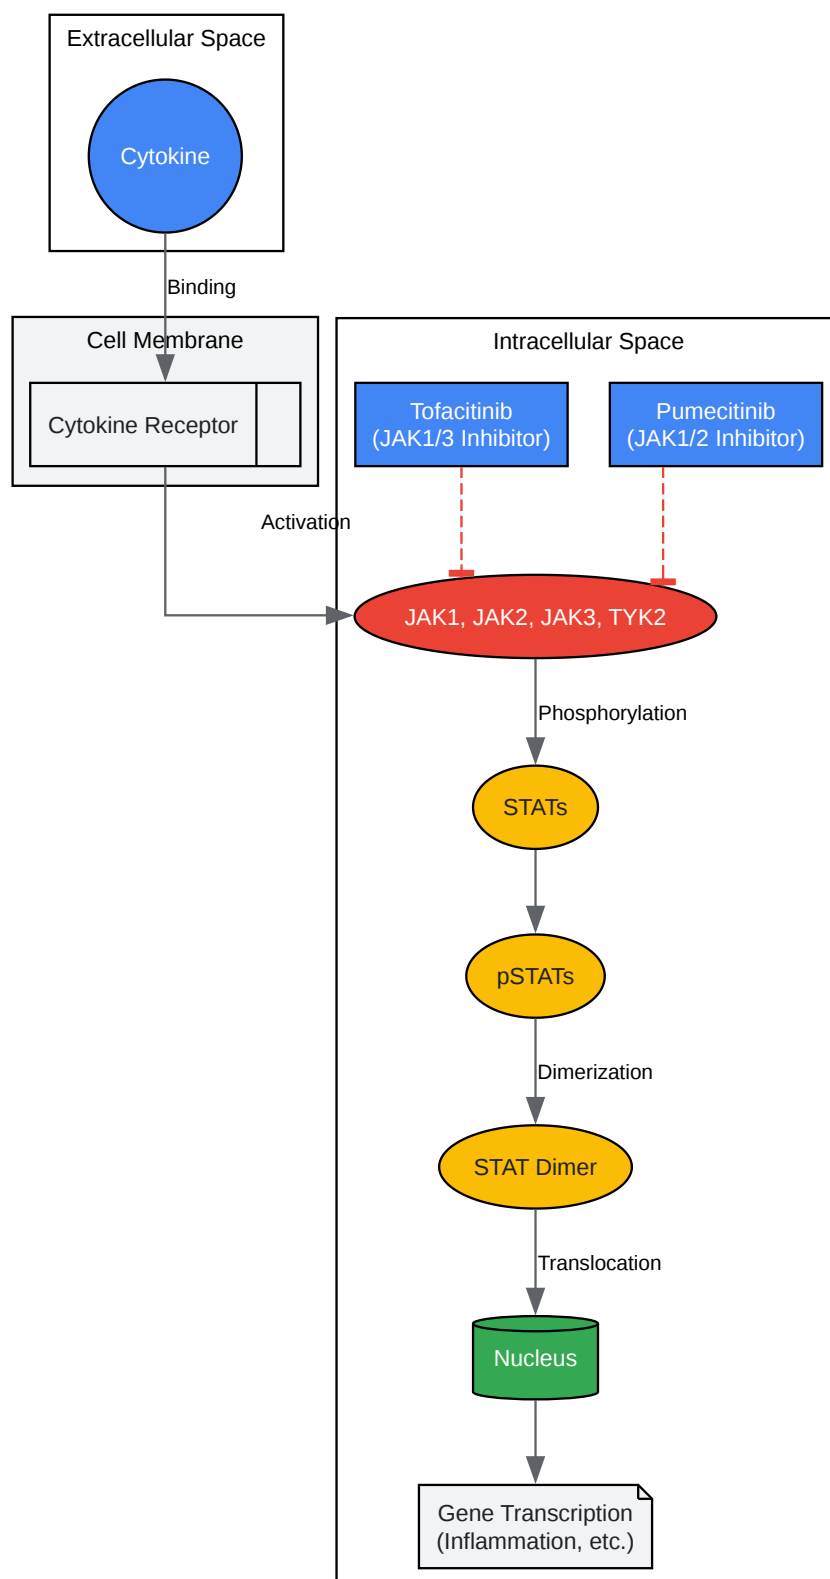 Extracellular Space
Cytokine
Binding
Cell Membrane
Cytokine Receptor
Activation
Intracellular Space
Tofacitinib
(JAK1/3 Inhibitor)
Pumecitinib
(JAK1/2 Inhibitor)
JAK1, JAK2, JAK3, TYK2
Phosphorylation
STATs
pSTATs
Dimerization
STAT Dimer
Translocation
Nucleus
Gene Transcription
(Inflammation, etc.)